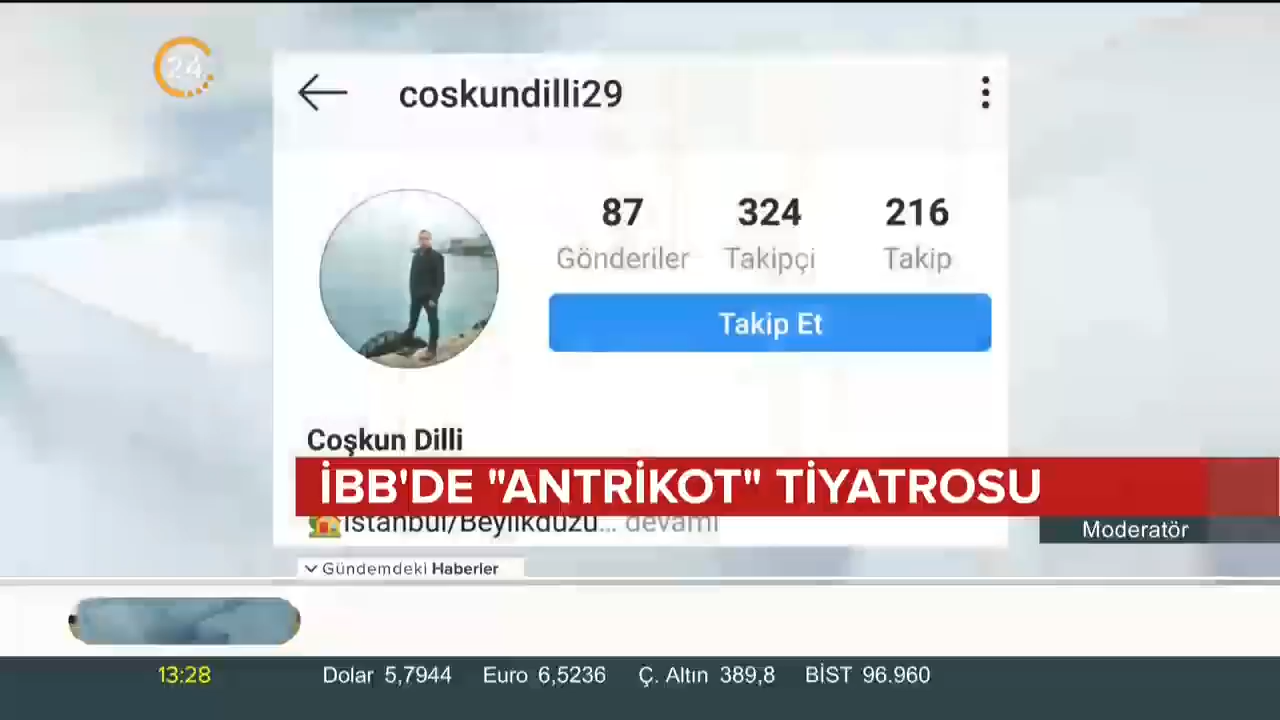 24
coskundilli29
87 324 216
Gönderiler Takipçi Takip
Takip Et
Coşkun Dilli
İBB'DE "ANTRİKOT" TİYATROSU
İstanbul/Beylikdüzü... devamı
Moderatör
Gündemdeki Haberler
13:28 Dolar 5,7944 Euro 6,5236 Ç. Altın 389,8 BİST 96.960